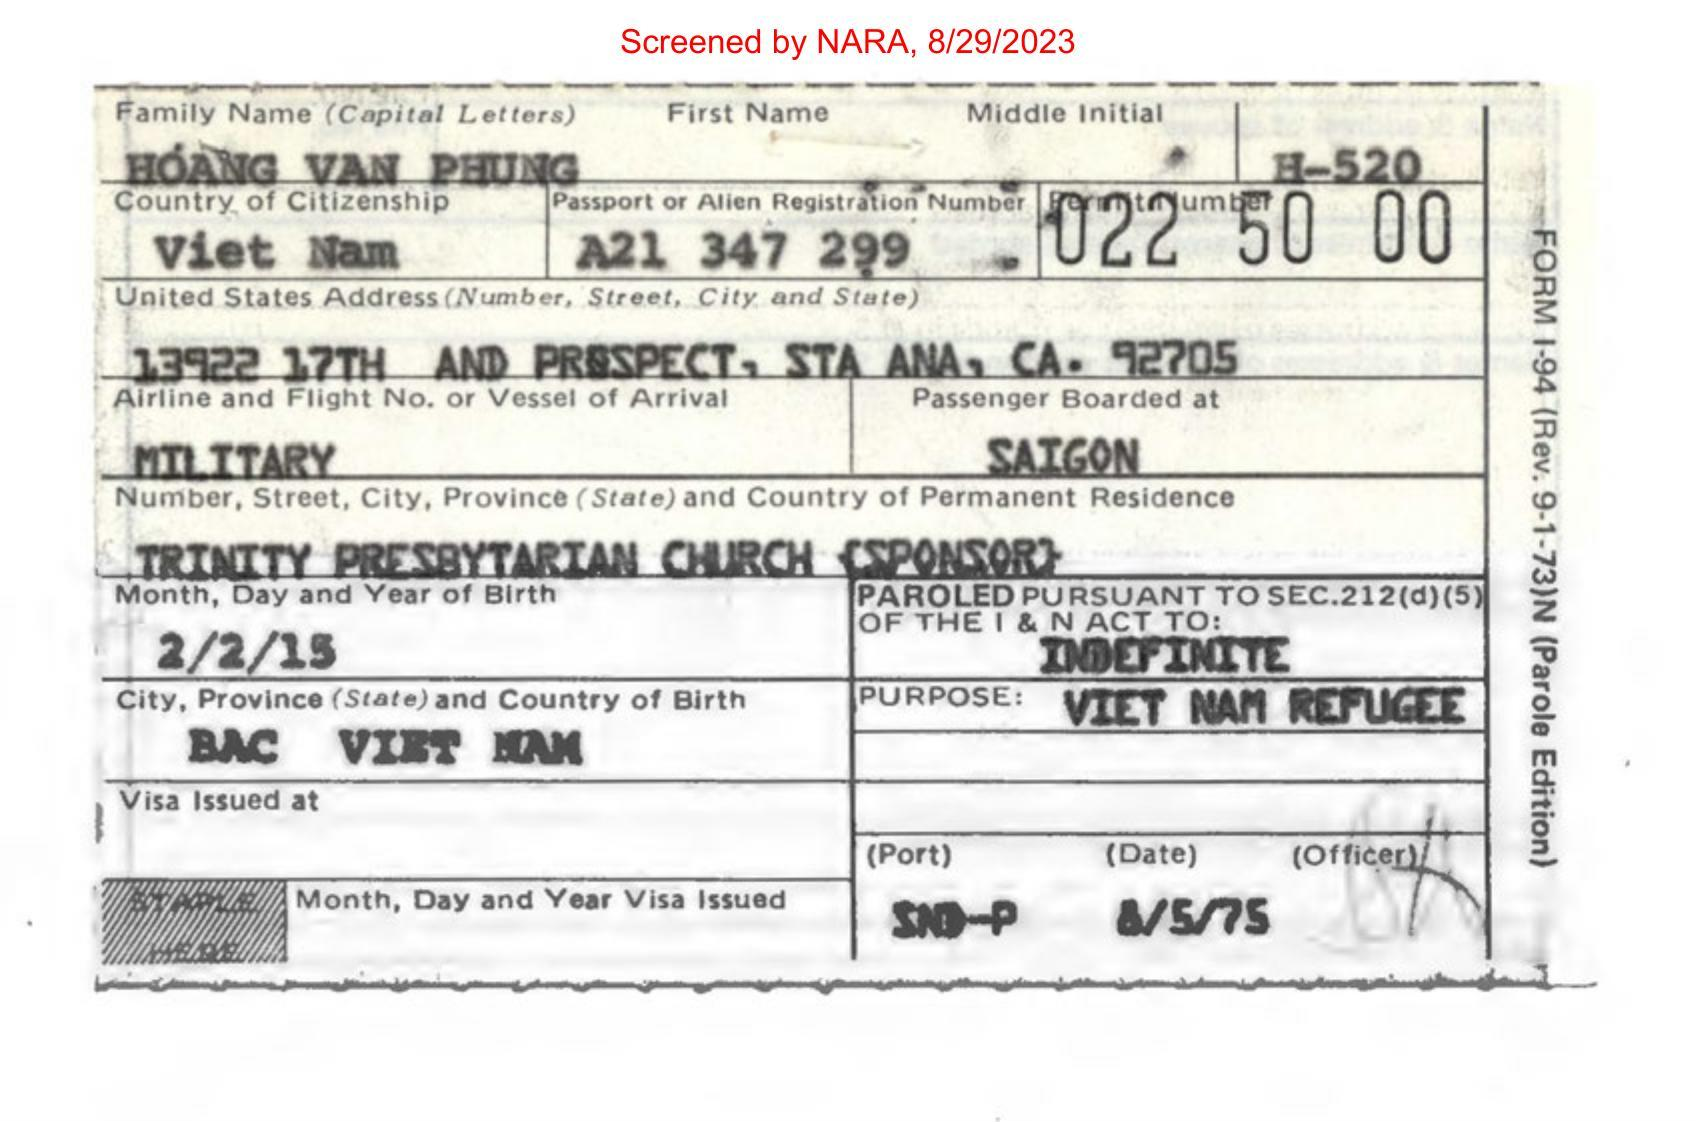 Screened by NARA, 8/29/2023
Family Name (Capital Letters) First Name Middle Initial
HOANG VAN PHUNG H-520
Country of Citizenship Passport or Alien Registration Number Permit Number
Viet Nam A21 347 299 022 50 00
United States Address (Number, Street, City and State)
13922 17TH AND PROSPECT, STA ANA, CA. 92705
Airline and Flight No. or Vessel of Arrival Passenger Boarded at
MILITARY SAIGON
Number, Street, City, Province (State) and Country of Permanent Residence
TRINITY PRESBYTARIAN CHURCH {SPONSOR}
Month, Day and Year of Birth
2/2/15
PAROLED PURSUANT TO SEC.212(d)(5)
OF THE I & N ACT TO:
INDEFINITE
City, Province (State) and Country of Birth
BAC VIET NAM
PURPOSE: VIET NAM REFUGEE
Visa Issued at
(Port) (Date) (Officer)
SND-P 8/5/75
STAPLE
HERE
Month, Day and Year Visa Issued
FORM I-94 (Rev. 9-1-73)N (Parole Edition)